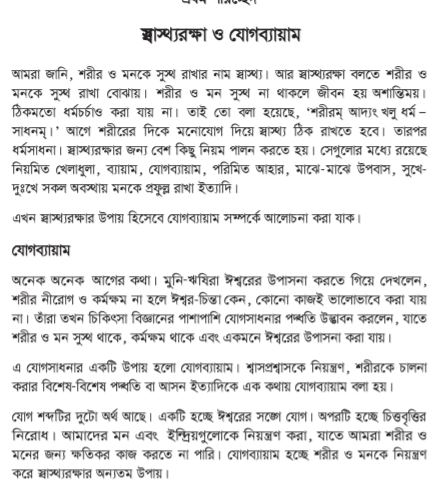 প্রথম পরিচ্ছেদ
স্বাস্থ্যরক্ষা ও যোগব্যায়াম
আমরা জানি, শরীর ও মনকে সুস্থ রাখার নাম স্বাস্থ্য। আর স্বাস্থ্যরক্ষা বলতে শরীর ও
মনকে সুস্থ রাখা বোঝায়। শরীর ও মন সুস্থ না থাকলে জীবন হয় অশান্তিময়।
ঠিকমতো ধর্মচর্চাও করা যায় না। তাই তো বলা হয়েছে, ‘শরীরম্ আদ্যং খলু ধর্ম –
সাধনম্।’ আগে শরীরের দিকে মনোযোগ দিয়ে স্বাস্থ্য ঠিক রাখতে হবে। তারপর
ধর্মসাধনা। স্বাস্থ্যরক্ষার জন্য বেশ কিছু নিয়ম পালন করতে হয়। সেগুলোর মধ্যে রয়েছে
নিয়মিত খেলাধুলা, ব্যায়াম, যোগব্যায়াম, পরিমিত আহার, মাঝে-মাঝে উপবাস, সুখে-
দুঃখে সকল অবস্থায় মনকে প্রফুল্ল রাখা ইত্যাদি।
এখন স্বাস্থ্যরক্ষার উপায় হিসেবে যোগব্যায়াম সম্পর্কে আলোচনা করা যাক।
যোগব্যায়াম
অনেক অনেক আগের কথা। মুনি-ঋষিরা ঈশ্বরের উপাসনা করতে গিয়ে দেখলেন,
শরীর নীরোগ ও কর্মক্ষম না হলে ঈশ্বর-চিন্তা কেন, কোনো কাজই ভালোভাবে করা যায়
না। তাঁরা তখন চিকিৎসা বিজ্ঞানের পাশাপাশি যোগসাধনার পদ্ধতি উদ্ভাবন করলেন, যাতে
শরীর ও মন সুস্থ থাকে, কর্মক্ষম থাকে এবং একমনে ঈশ্বরের উপাসনা করা যায়।
এ যোগসাধনার একটি উপায় হলো যোগব্যায়াম। শ্বাসপ্রশ্বাসকে নিয়ন্ত্রণ, শরীরকে চালনা
করার বিশেষ-বিশেষ পদ্ধতি বা আসন ইত্যাদিকে এক কথায় যোগব্যায়াম বলা হয়।
যোগ শব্দটির দুটো অর্থ আছে। একটি হচ্ছে ঈশ্বরের সঙ্গে যোগ। অপরটি হচ্ছে চিত্তবৃত্তির
নিরোধ। আমাদের মন এবং ইন্দ্রিয়গুলোকে নিয়ন্ত্রণ করা, যাতে আমরা শরীর ও
মনের জন্য ক্ষতিকর কাজ করতে না পারি। যোগব্যায়াম হচ্ছে শরীর ও মনকে নিয়ন্ত্রণ
করে স্বাস্থ্যরক্ষার অন্যতম উপায়।